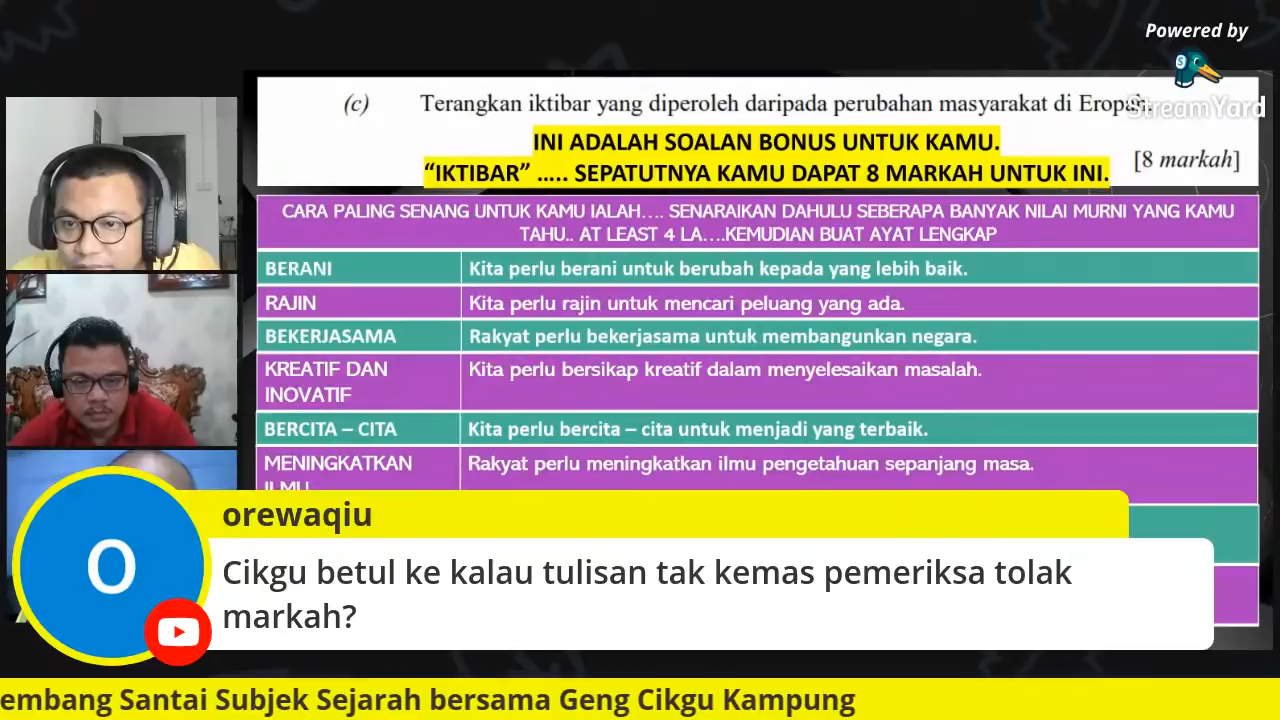 Powered by
StreamYard
(c) Terangkan iktibar yang diperoleh daripada perubahan masyarakat di Eropah.
INI ADALAH SOALAN BONUS UNTUK KAMU.
“IKTIBAR” ….. SEPATUTNYA KAMU DAPAT 8 MARKAH UNTUK INI.
[8 markah]
CARA PALING SENANG UNTUK KAMU IALAH…. SENARAIKAN DAHULU SEBERAPA BANYAK NILAI MURNI YANG KAMU
TAHU.. AT LEAST 4 LA….KEMUDIAN BUAT AYAT LENGKAP
BERANI Kita perlu berani untuk berubah kepada yang lebih baik.
RAJIN Kita perlu rajin untuk mencari peluang yang ada.
BEKERJASAMA Rakyat perlu bekerjasama untuk membangunkan negara.
KREATIF DAN Kita perlu bersikap kreatif dalam menyelesaikan masalah.
INOVATIF
BERCITA – CITA Kita perlu bercita – cita untuk menjadi yang terbaik.
MENINGKATKAN Rakyat perlu meningkatkan ilmu pengetahuan sepanjang masa.
ILMU
O
orewaqiu
Cikgu betul ke kalau tulisan tak kemas pemeriksa tolak
markah?
embang Santai Subjek Sejarah bersama Geng Cikgu Kampung